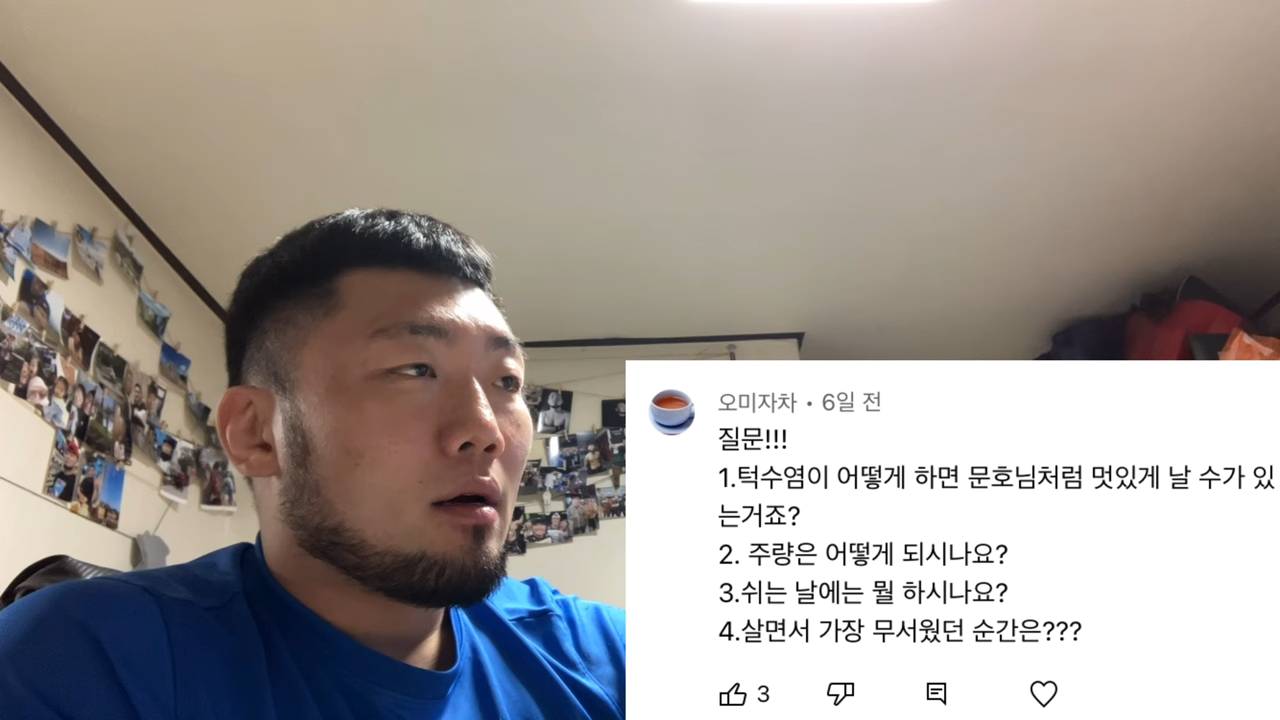 오미자차 • 6일 전
질문!!!
1.턱수염이 어떻게 하면 문호님처럼 멋있게 날 수가 있
는거죠?
2. 주량은 어떻게 되시나요?
3.쉬는 날에는 뭘 하시나요?
4.살면서 가장 무서웠던 순간은???
3